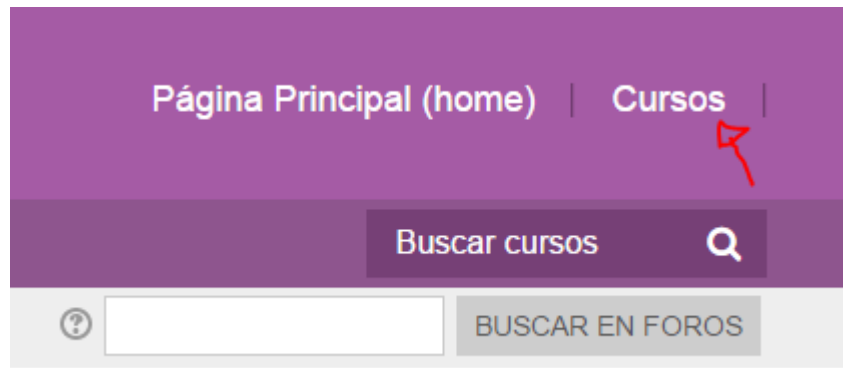 Página Principal (home) | Cursos |
Buscar cursos
BUSCAR EN FOROS